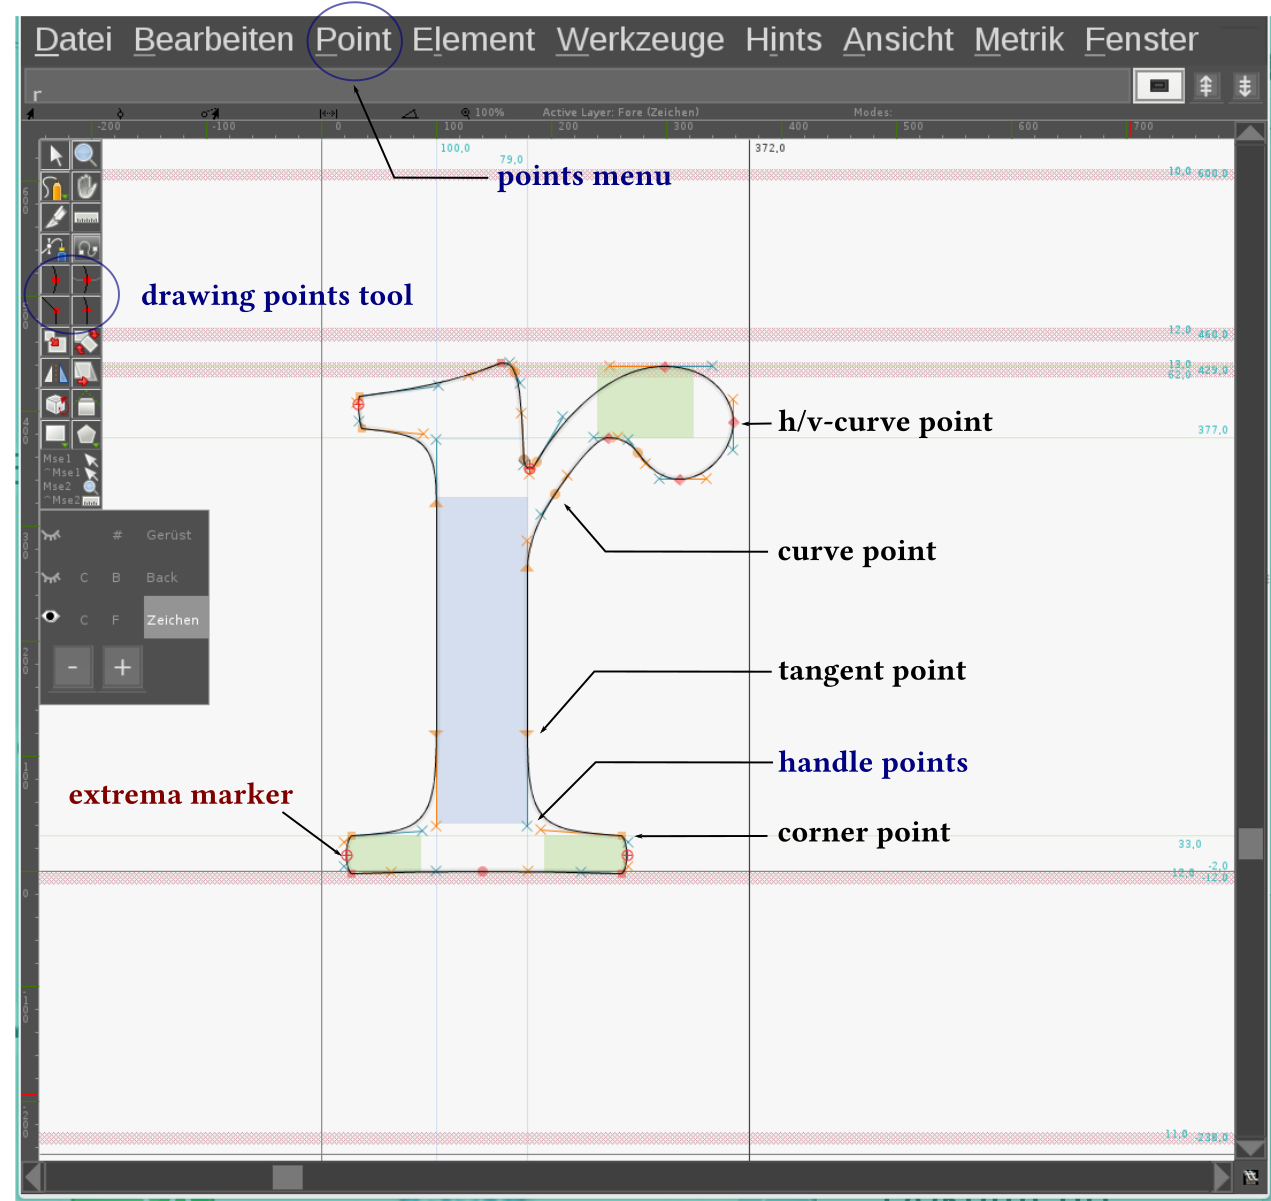 Datei Bearbeiten Point Element Werkzeuge Hints Ansicht Metrik Fenster
r
100% Active Layer: Fore (Zeichen) Modes:
-200 -100 0 100 200 300 400 500 600 700
100,0 372,0
79,0
points menu
10,0 600,0
drawing points tool
12,0 460,0
13,0
62,0 429,0
h/v-curve point
377,0
Mse1
^Mse1
Mse2
^Mse2
# Gerüst
C B Back
C F Zeichen
- +
curve point
tangent point
handle points
extrema marker
corner point
33,0
-2,0
12,0 -12,0
0
11,0 -238,0